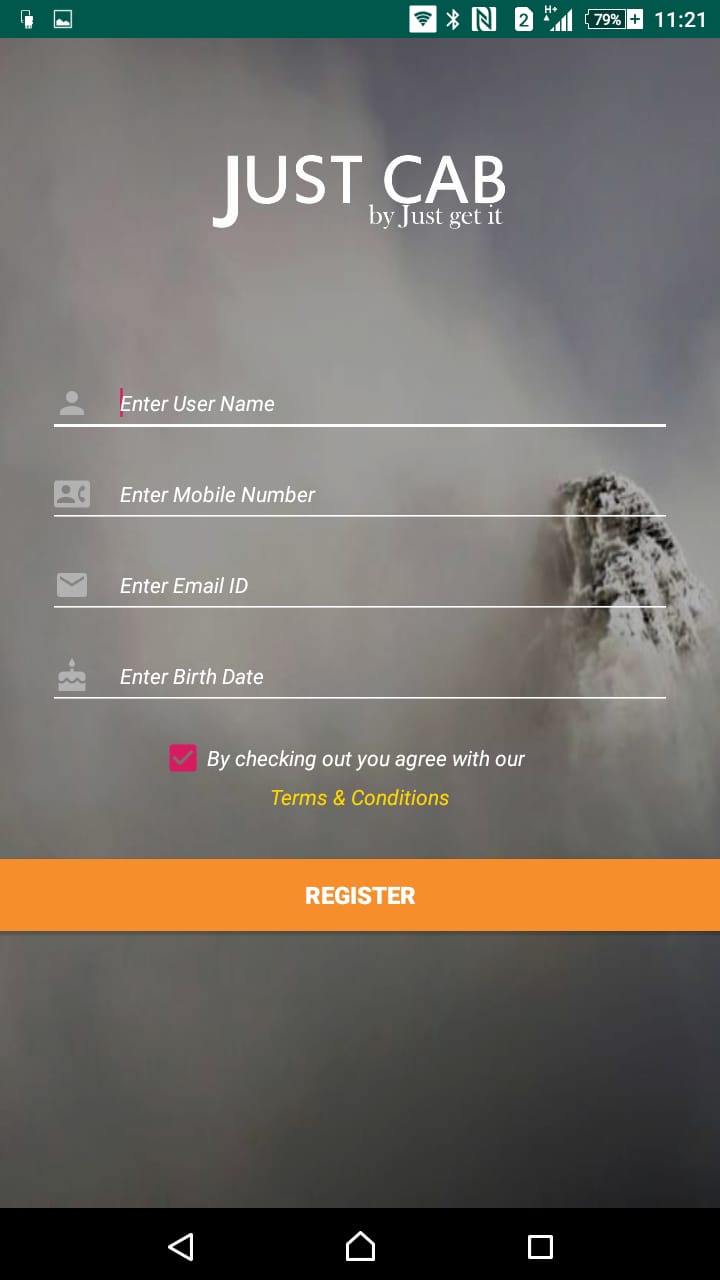 2 H+ 79% 11:21
JUST CAB
by Just get it
Enter User Name
Enter Mobile Number
Enter Email ID
Enter Birth Date
By checking out you agree with our
Terms & Conditions
REGISTER